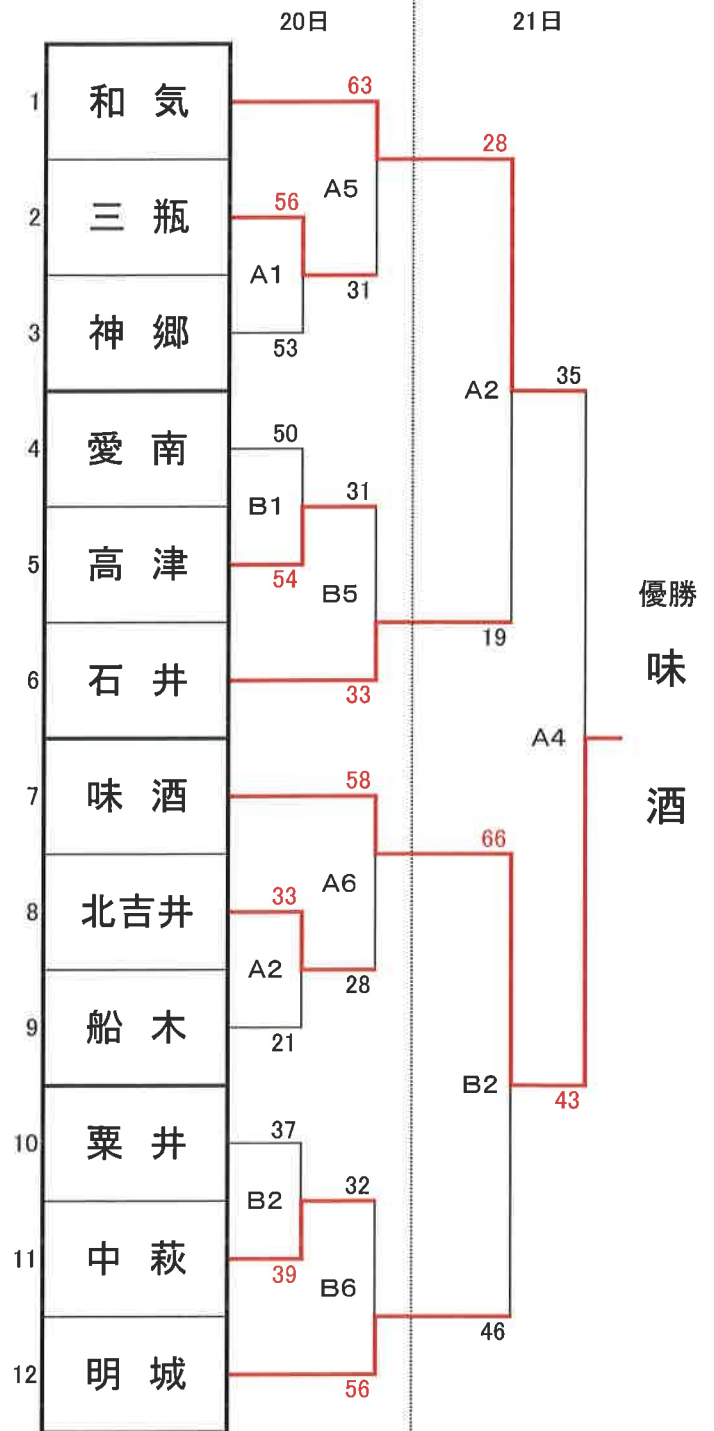 20日 21日
1 和気 63
28
A5
2 三瓶 56
A1
31
3 神郷 53
A2 35
4 愛南 50
B1 31
5 高津 54
B5
優勝
19
味
6 石井 33
A4
7 味酒 58
酒
66
A6
8 北吉井 33
A2
28
9 船木 21
B2 43
10 粟井 37
B2 32
11 中萩 39
B6
46
12 明城 56